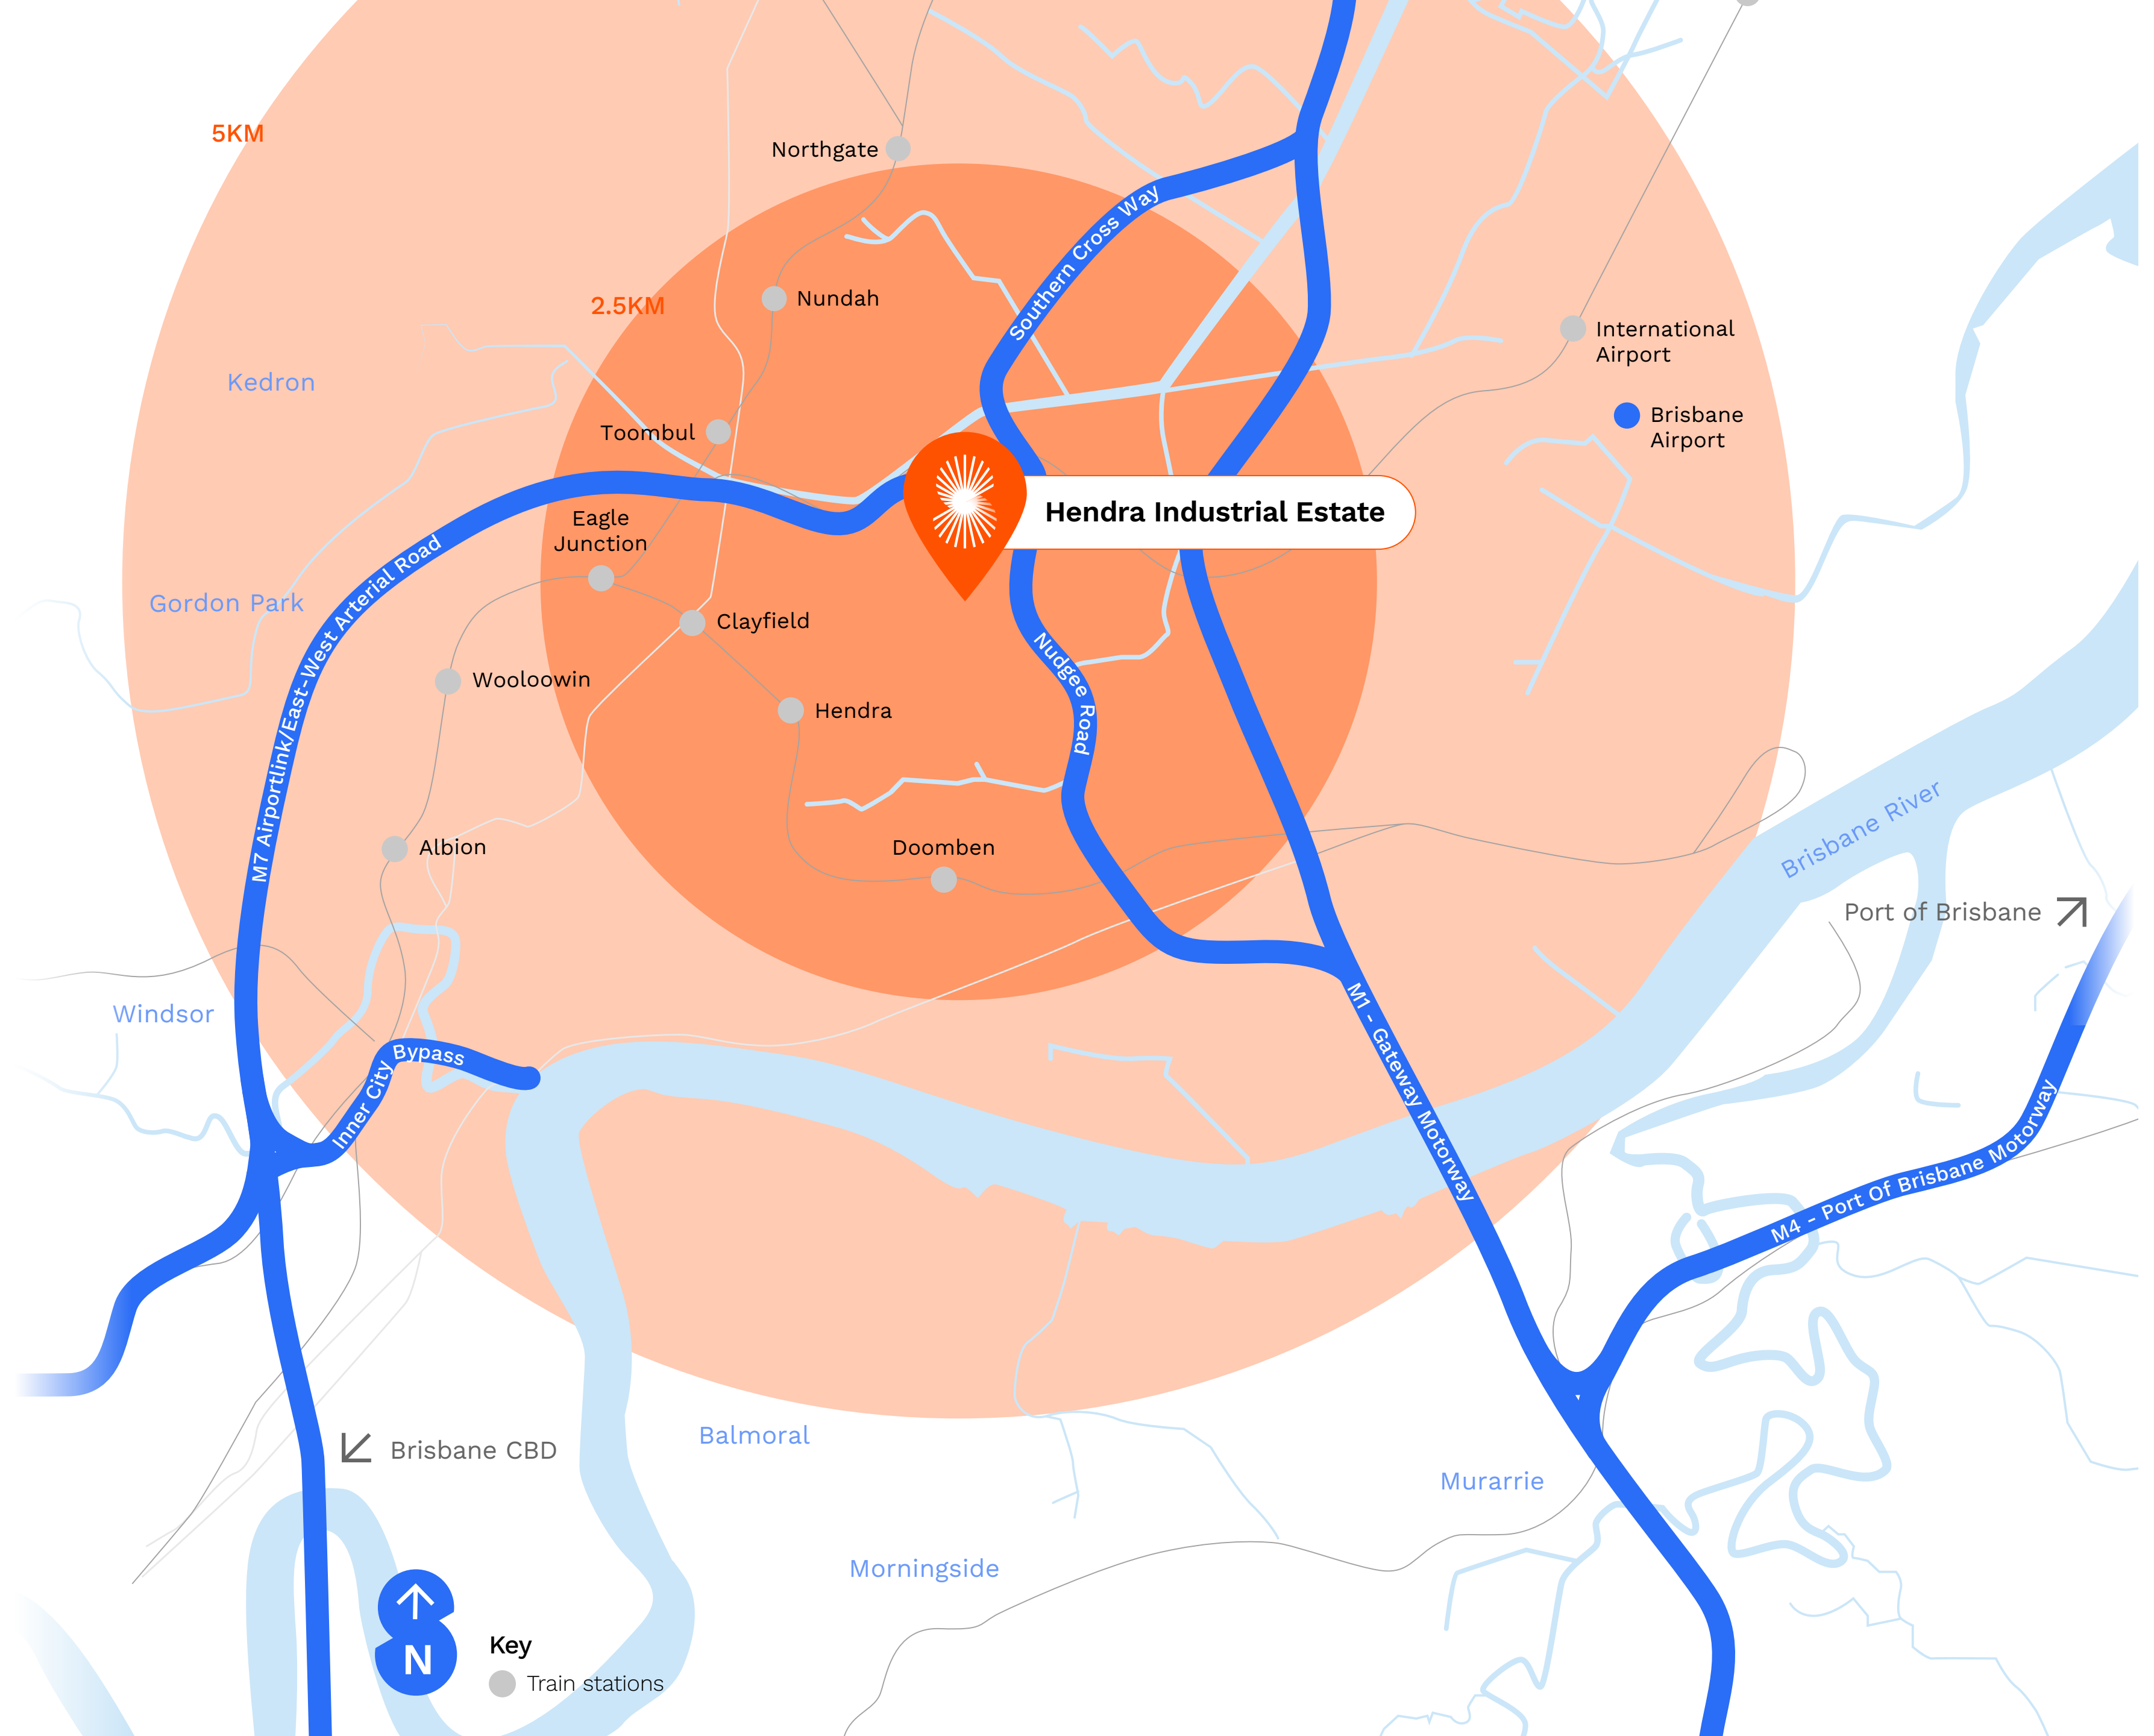 5KM
Northgate
Southern Cross Way
Nundah
2.5KM
International
Airport
Kedron
Brisbane
Airport
Toombul
Hendra Industrial Estate
Eagle
Junction
M7 Airportlink/East-West Arterial Road
Gordon Park
Clayfield
Nudgee Road
Wooloowin
Hendra
Brisbane River
Albion
Doomben
Port of Brisbane
Windsor
Inner City Bypass
M1 - Gateway Motorway
M4 - Port Of Brisbane Motorway
Balmoral
Brisbane CBD
Murarrie
Morningside
N
Key
Train stations